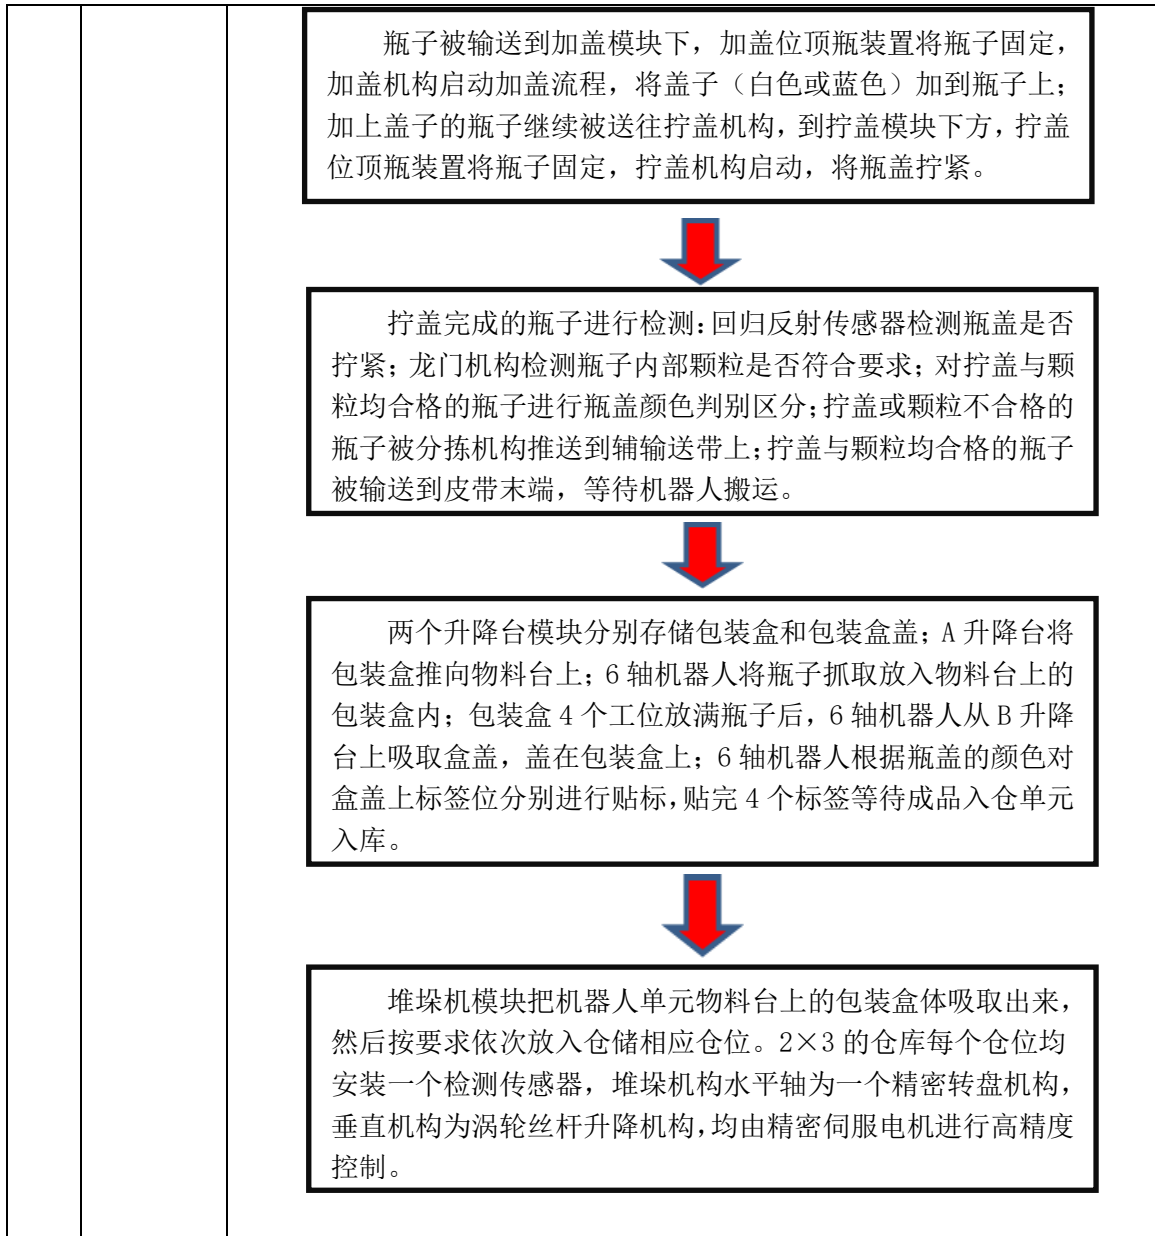 瓶子被输送到加盖模块下，加盖位顶瓶装置将瓶子固定，
加盖机构启动加盖流程，将盖子（白色或蓝色）加到瓶子上；
加上盖子的瓶子继续被送往拧盖机构，到拧盖模块下方，拧盖
位顶瓶装置将瓶子固定，拧盖机构启动，将瓶盖拧紧。
拧盖完成的瓶子进行检测：回归反射传感器检测瓶盖是否
拧紧；龙门机构检测瓶子内部颗粒是否符合要求；对拧盖与颗
粒均合格的瓶子进行瓶盖颜色判别区分；拧盖或颗粒不合格的
瓶子被分拣机构推送到辅输送带上；拧盖与颗粒均合格的瓶子
被输送到皮带末端，等待机器人搬运。
两个升降台模块分别存储包装盒和包装盒盖；A 升降台将
包装盒推向物料台上；6 轴机器人将瓶子抓取放入物料台上的
包装盒内；包装盒 4 个工位放满瓶子后，6 轴机器人从 B 升降
台上吸取盒盖，盖在包装盒上；6 轴机器人根据瓶盖的颜色对
盒盖上标签位分别进行贴标，贴完 4 个标签等待成品入仓单元
入库。
堆垛机模块把机器人单元物料台上的包装盒体吸取出来，
然后按要求依次放入仓储相应仓位。2×3 的仓库每个仓位均
安装一个检测传感器，堆垛机构水平轴为一个精密转盘机构，
垂直机构为涡轮丝杆升降机构，均由精密伺服电机进行高精度
控制。